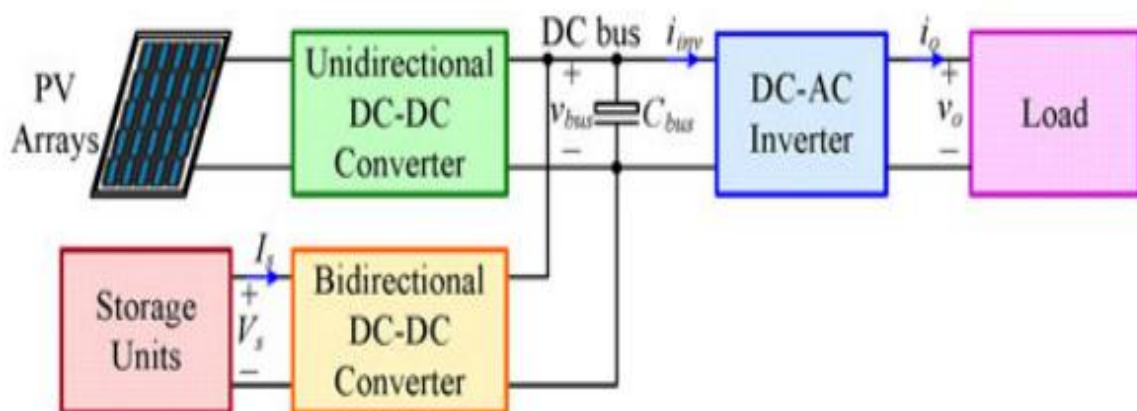 PV
Arrays
Unidirectional
DC-DC
Converter
DC bus
+
v_bus
−
C_bus
i_inv
DC-AC
Inverter
i_o
+
v_o
−
Load
Storage
Units
I_s
+
V_s
−
Bidirectional
DC-DC
Converter